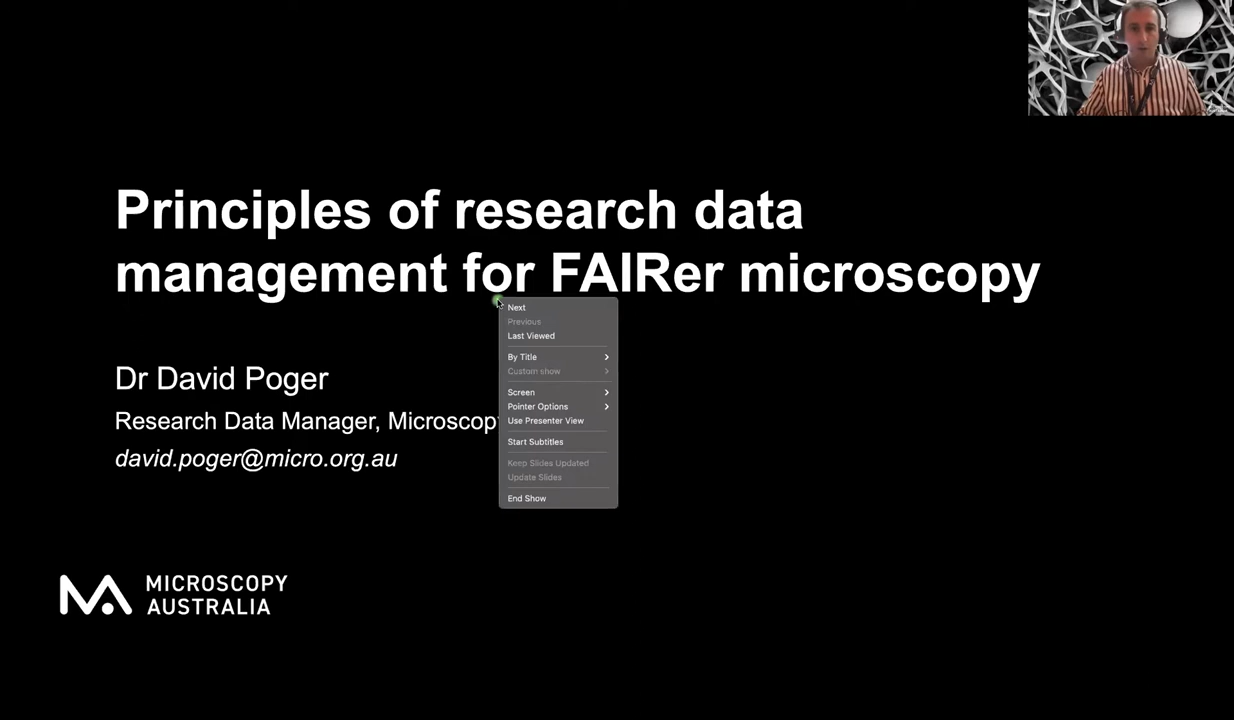 Principles of research data
management for FAIRer microscopy
Next
Previous
Last Viewed
By Title
Custom show
Screen
Pointer Options
Use Presenter View
Start Subtitles
Keep Slides Updated
Update Slides
End Show
Dr David Poger
Research Data Manager, Microscop
david.poger@micro.org.au
MICROSCOPY
AUSTRALIA